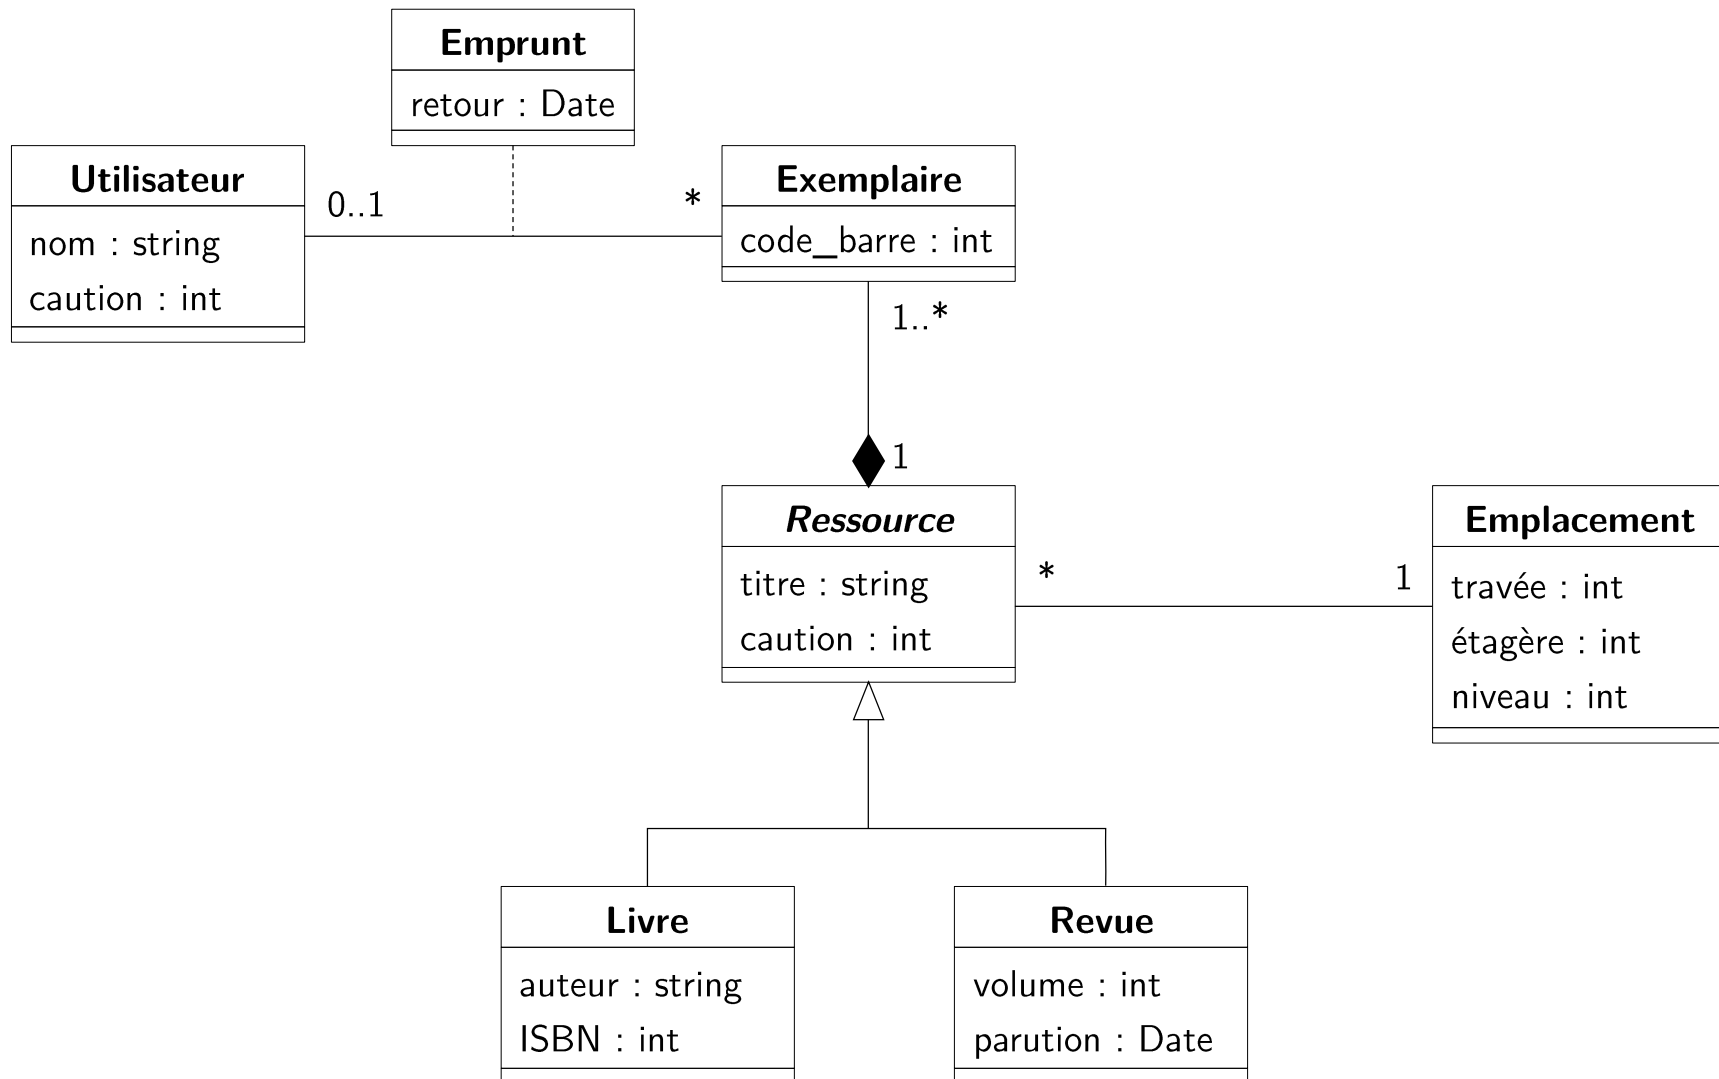 Emprunt
retour : Date
Utilisateur
nom : string
caution : int
0..1
*
Exemplaire
code_barre : int
1..*
1
Ressource
titre : string
caution : int
*
1
Emplacement
travée : int
étagère : int
niveau : int
Livre
auteur : string
ISBN : int
Revue
volume : int
parution : Date